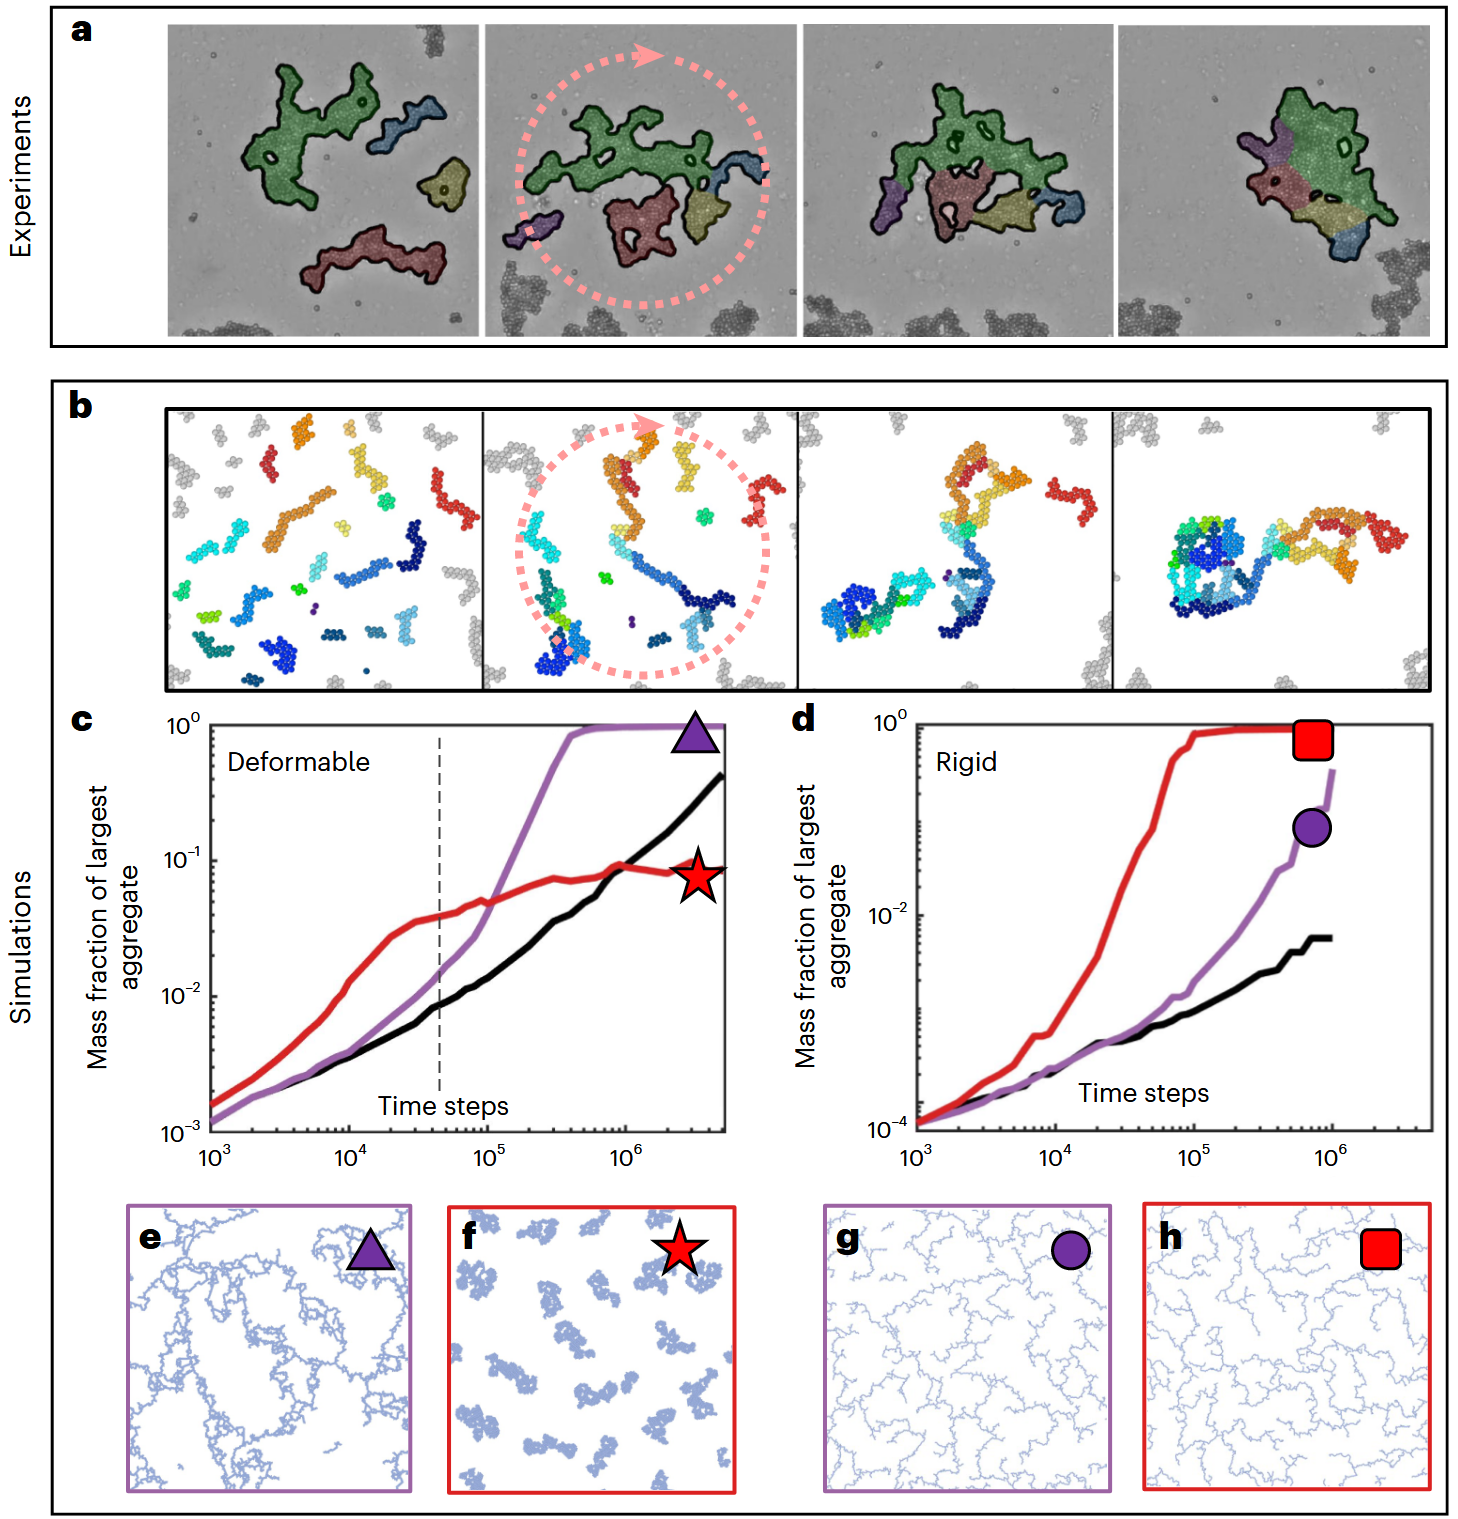 a
Experiments
b
Simulations
c
Deformable
10⁰
10⁻¹
10⁻²
10⁻³
Mass fraction of largest
aggregate
Time steps
10³ 10⁴ 10⁵ 10⁶
d
Rigid
10⁰
10⁻²
10⁻⁴
Mass fraction of largest
aggregate
Time steps
10³ 10⁴ 10⁵ 10⁶
e
f
g
h